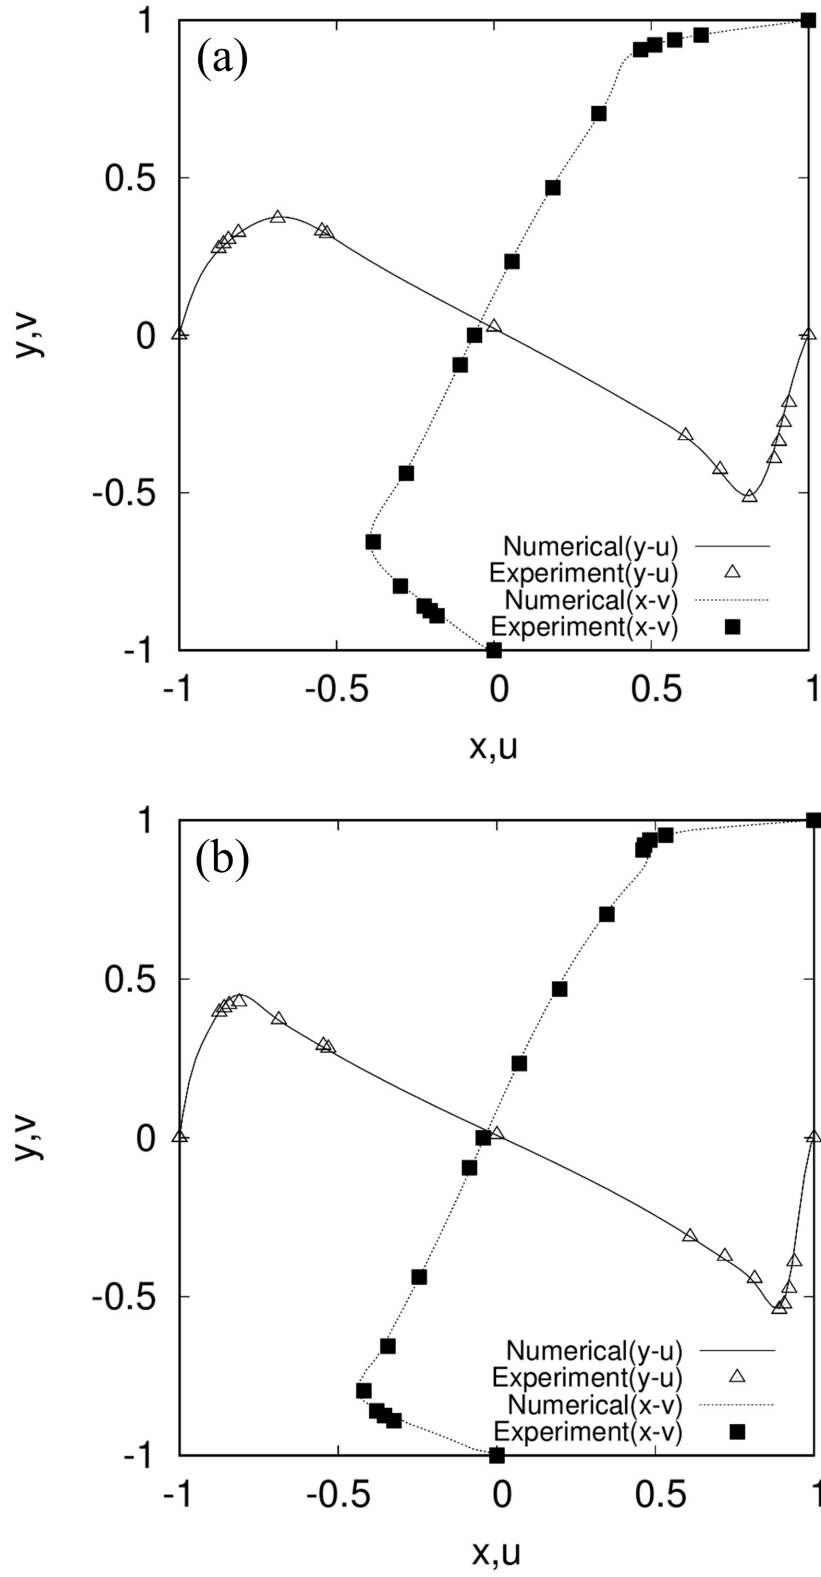 (a)
1
0.5
0
-0.5
-1
y,v
Numerical(y-u)
Experiment(y-u)
Numerical(x-v)
Experiment(x-v)
-1 -0.5 0 0.5 1
x,u
(b)
1
0.5
0
-0.5
-1
y,v
Numerical(y-u)
Experiment(y-u)
Numerical(x-v)
Experiment(x-v)
-1 -0.5 0 0.5 1
x,u